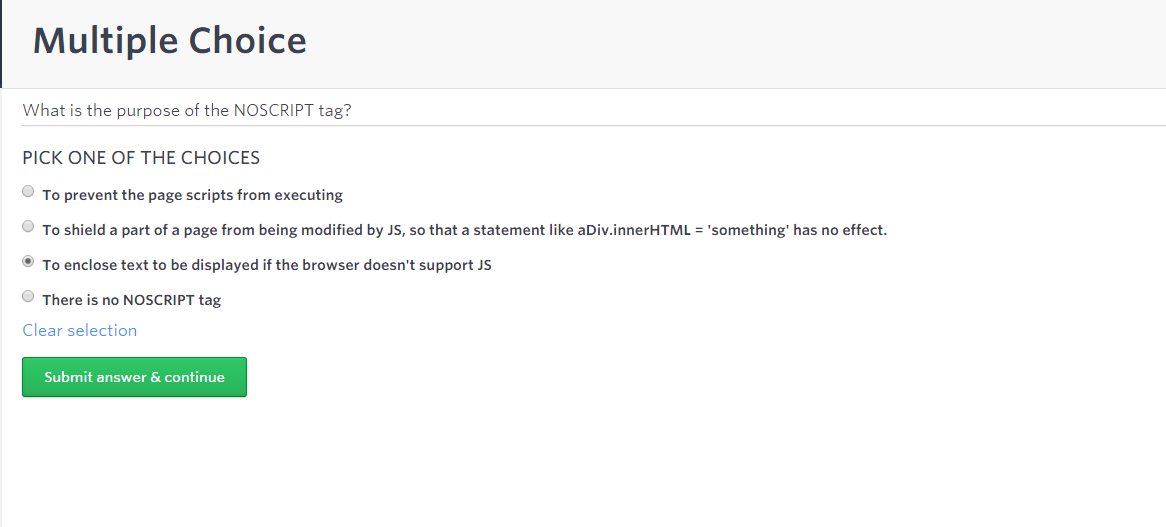 Multiple Choice
What is the purpose of the NOSCRIPT tag?
PICK ONE OF THE CHOICES
To prevent the page scripts from executing
To shield a part of a page from being modified by JS, so that a statement like aDiv.innerHTML = 'something' has no effect.
To enclose text to be displayed if the browser doesn't support JS
There is no NOSCRIPT tag
Clear selection
Submit answer & continue